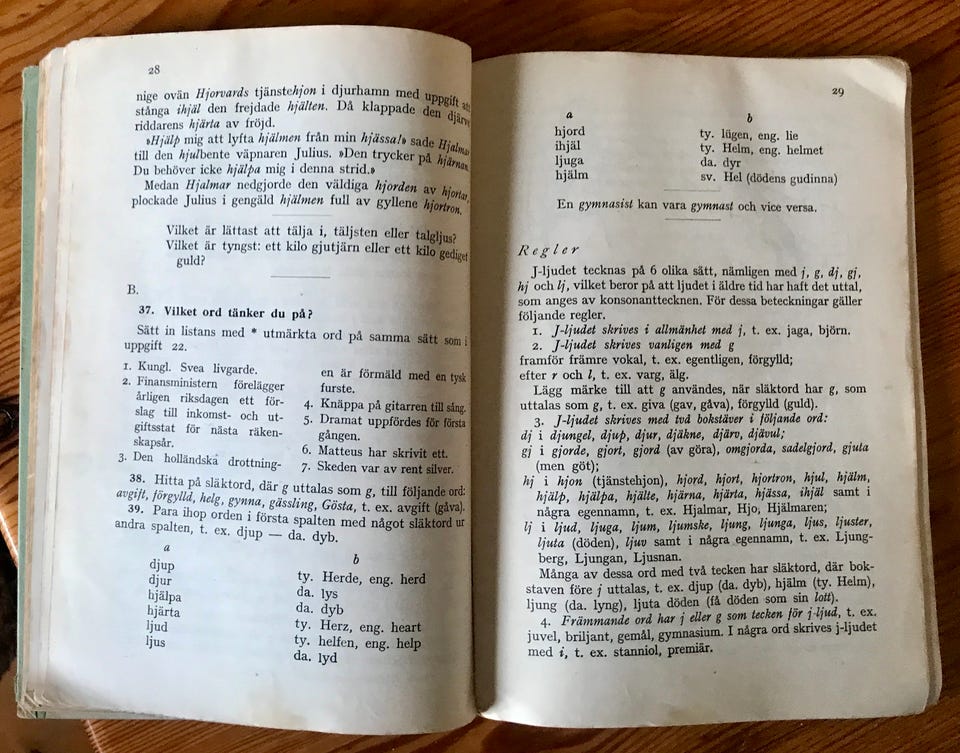 28
nige ovän Hjorvards tjänstehjon i djurhamn med uppgift att
stånga ihjäl den frejdade hjälten. Då klappade den djärve
riddarens hjärta av fröjd.
»Hjälp mig att lyfta hjälmen från min hjässa!» sade Hjalmar
till den hjulbente väpnaren Julius. »Den trycker på hjärnan.
Du behöver icke hjälpa mig i denna strid.»
Medan Hjalmar nedgjorde den väldiga hjorden av hjortar,
plockade Julius i gengäld hjälmen full av gyllene hjortron.
Vilket är lättast att tälja i, täljsten eller talgljus?
Vilket är tyngst: ett kilo gjutjärn eller ett kilo gediget
guld?
B.
37. Vilket ord tänker du på?
Sätt in listans med * utmärkta ord på samma sätt som i
uppgift 22.
1. Kungl. Svea livgarde.
2. Finansministern förelägger
årligen riksdagen ett för-
slag till inkomst- och ut-
giftsstat för nästa räken-
skapsår.
3. Den holländska drottning-
en är förmäld med en tysk
furste.
4. Knäppa på gitarren till sång.
5. Dramat uppfördes för första
gången.
6. Matteus har skrivit ett.
7. Skeden var av rent silver.
38. Hitta på släktord, där g uttalas som g, till följande ord:
avgift, förgylld, helg, gynna, gässling, Gösta, t. ex. avgift (gåva).
39. Para ihop orden i första spalten med något släktord ur
andra spalten, t. ex. djup — da. dyb.
a
djup
djur
hjälpa
hjärta
ljud
ljus
b
ty. Herde, eng. herd
da. lys
da. dyb
ty. Herz, eng. heart
ty. helfen, eng. help
da. lyd
29
a
hjord
ihjäl
ljuga
hjälm
b
ty. lügen, eng. lie
ty. Helm, eng. helmet
da. dyr
sv. Hel (dödens gudinna)
En gymnasist kan vara gymnast och vice versa.
Regler
J-ljudet tecknas på 6 olika sätt, nämligen med j, g, dj, gj,
hj och lj, vilket beror på att ljudet i äldre tid har haft det uttal,
som anges av konsonanttecknen. För dessa beteckningar gäller
följande regler.
1. J-ljudet skrives i allmänhet med j, t. ex. jaga, björn.
2. J-ljudet skrives vanligen med g
framför främre vokal, t. ex. egentligen, förgylld;
efter r och l, t. ex. varg, älg.
Lägg märke till att g användes, när släktord har g, som
uttalas som g, t. ex. giva (gav, gåva), förgylld (guld).
3. J-ljudet skrives med två bokstäver i följande ord:
dj i djungel, djup, djur, djäkne, djärv, djävul;
gj i gjorde, gjort, gjord (av göra), omgjorda, sadelgjord, gjuta
(men göt);
hj i hjon (tjänstehjon), hjord, hjort, hjortron, hjul, hjälm,
hjälp, hjälpa, hjälte, hjärna, hjärta, hjässa, ihjäl samt i
några egennamn, t. ex. Hjalmar, Hjo, Hjälmaren;
lj i ljud, ljuga, ljum, ljumske, ljung, ljunga, ljus, ljuster,
ljuta (döden), ljuv samt i några egennamn, t. ex. Ljung-
berg, Ljungan, Ljusnan.
Många av dessa ord med två tecken har släktord, där bok-
staven före j uttalas, t. ex. djup (da. dyb), hjälm (ty. Helm),
ljung (da. lyng), ljuta döden (få döden som sin lott).
4. Främmande ord har j eller g som tecken för j-ljud, t. ex.
juvel, briljant, gemål, gymnasium. I några ord skrives j-ljudet
med i, t. ex. stanniol, premiär.